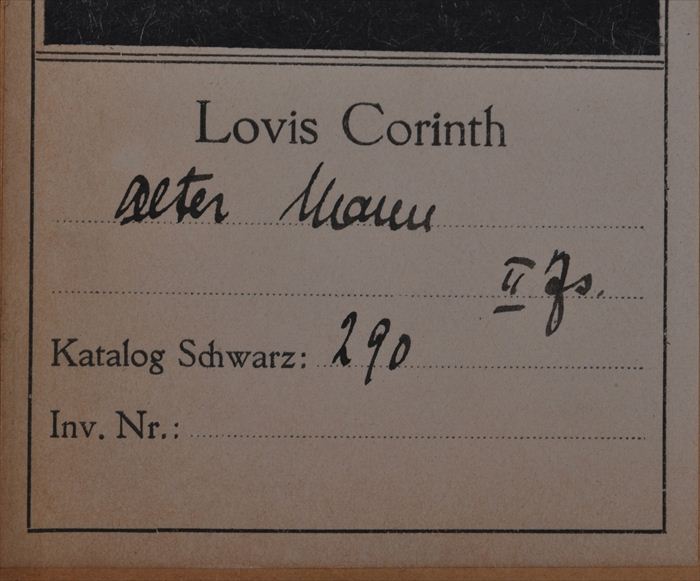 Lovis Corinth
Alter Mann
II Zs.
Katalog Schwarz: 290
Inv. Nr.: